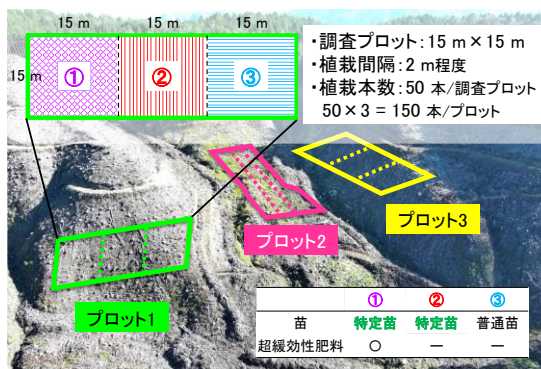 15 m 15 m 15 m
15 m
① ② ③
・調査プロット:15 m×15 m
・植栽間隔:2 m程度
・植栽本数:50 本/調査プロット
50×3 = 150 本/プロット
プロット1
プロット2
プロット3
① ② ③
苗 特定苗 特定苗 普通苗
超緩効性肥料 〇 ー ー